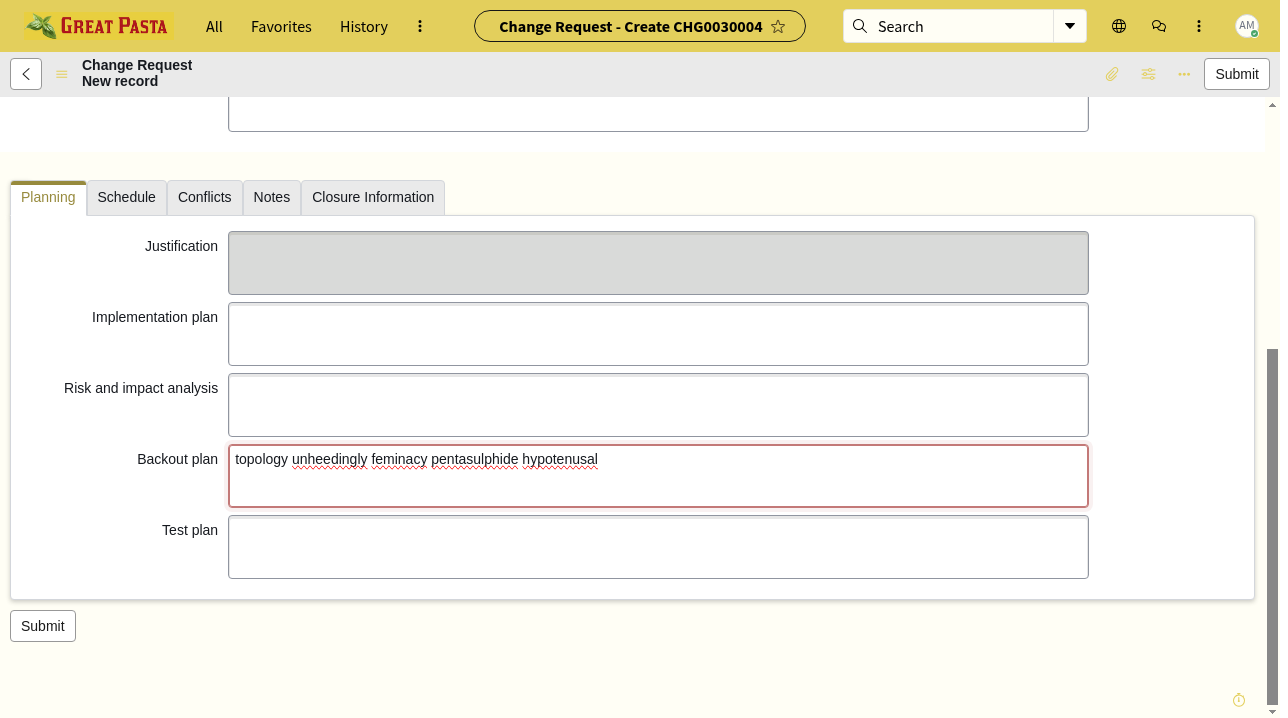 GREAT PASTA
All
Favorites
History
Change Request - Create CHG0030004
Search
AM
Change Request
New record
Submit
Planning
Schedule
Conflicts
Notes
Closure Information
Justification
Implementation plan
Risk and impact analysis
Backout plan
topology unheedingly feminacy pentasulphide hypotenusal
Test plan
Submit